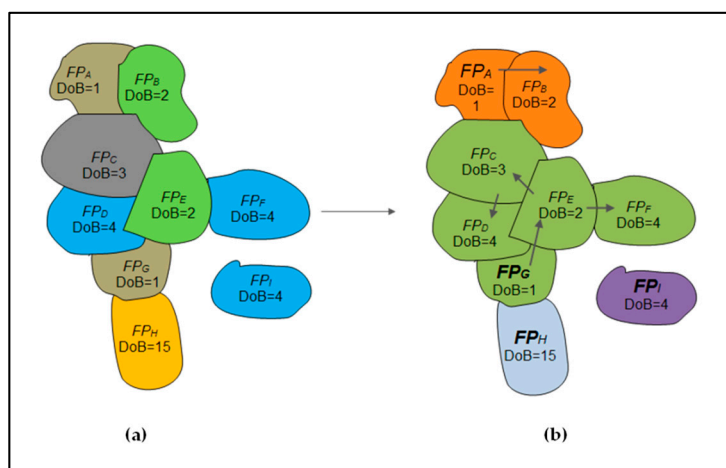 FPA
DoB=1
FPB
DoB=2
FPC
DoB=3
FPD
DoB=4
FPE
DoB=2
FPF
DoB=4
FPG
DoB=1
FPI
DoB=4
FPH
DoB=15
(a)
FPA
DoB=
1
FPB
DoB=2
FPC
DoB=3
FPE
DoB=2
FPF
DoB=4
FPD
DoB=4
FPG
DoB=1
FPI
DoB=4
FPH
DoB=15
(b)